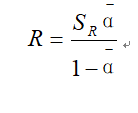 R = S_R ᾱ / (1 − ᾱ) ↵